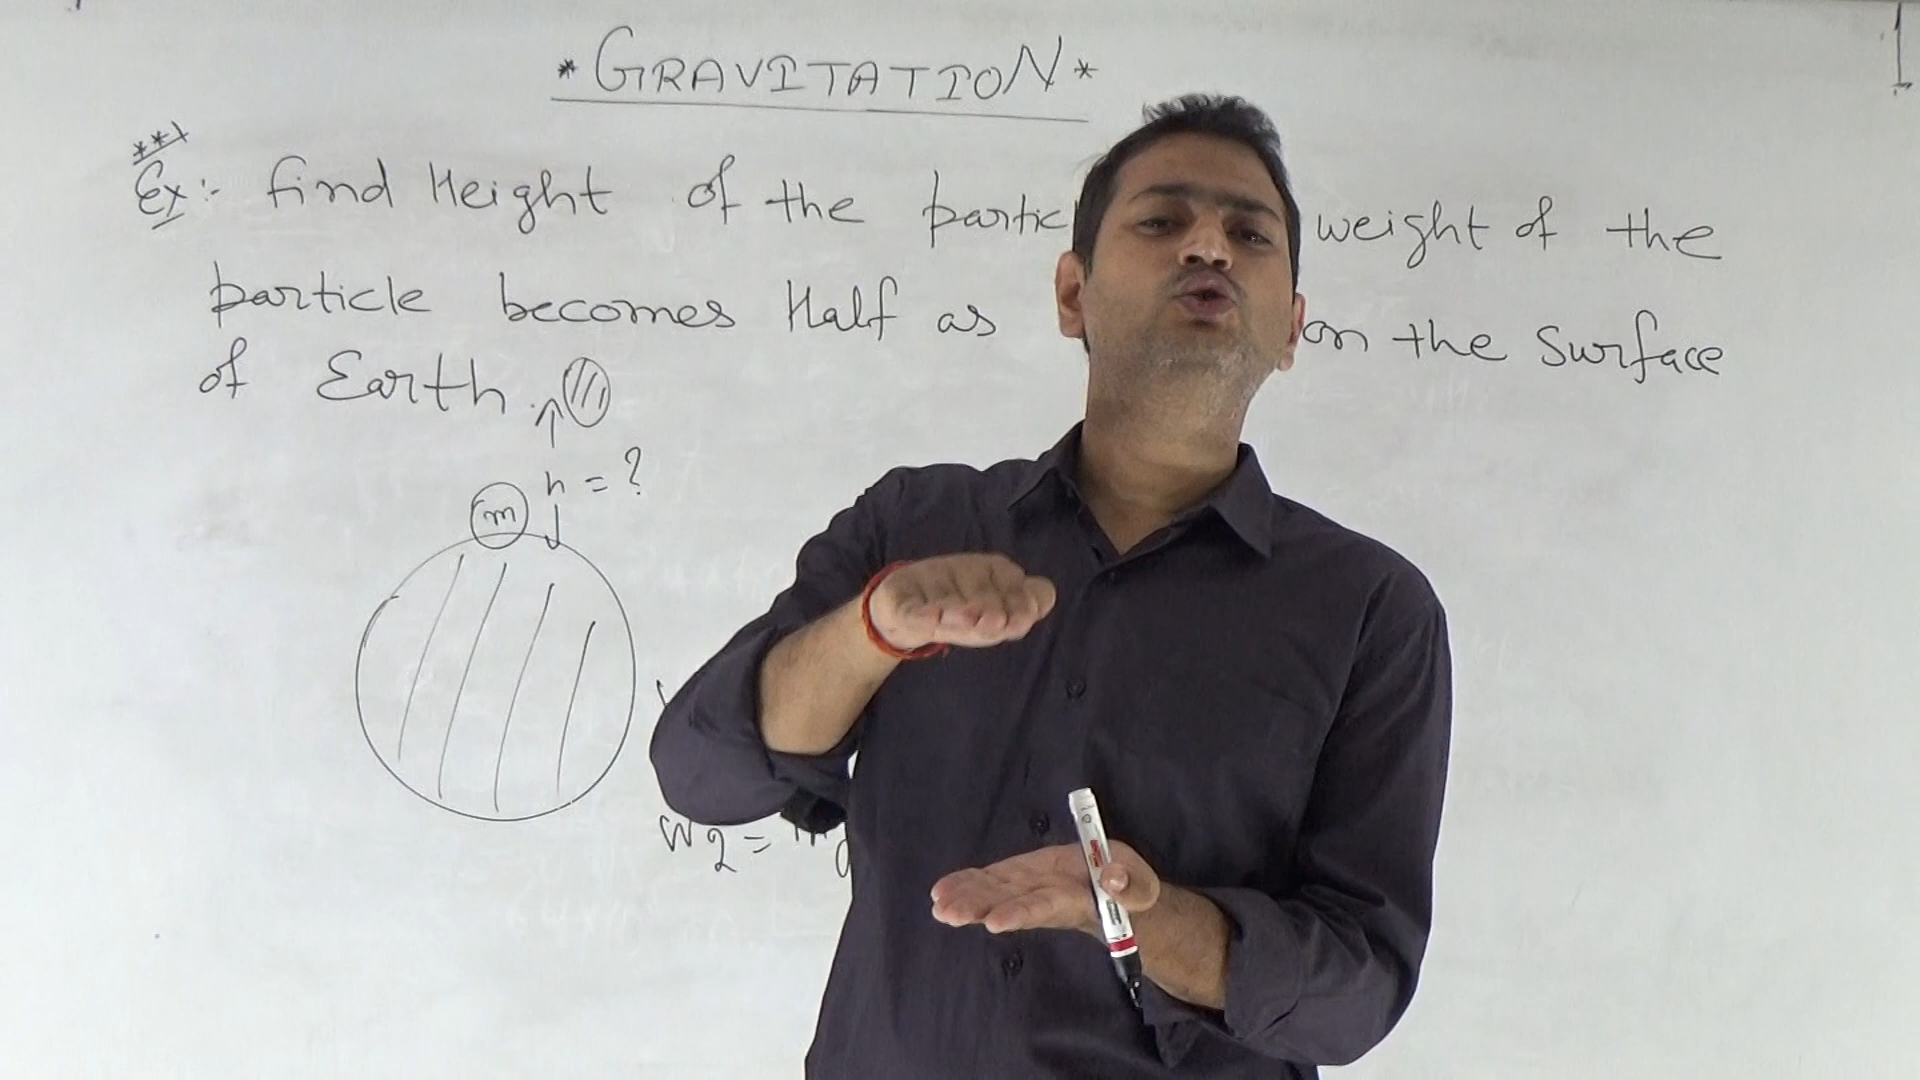 * GRAVITATION *
***
Ex:- find Height of the partic weight of the
particle becomes Half as on the Surface
of Earth.
h = ?
m
W2 =